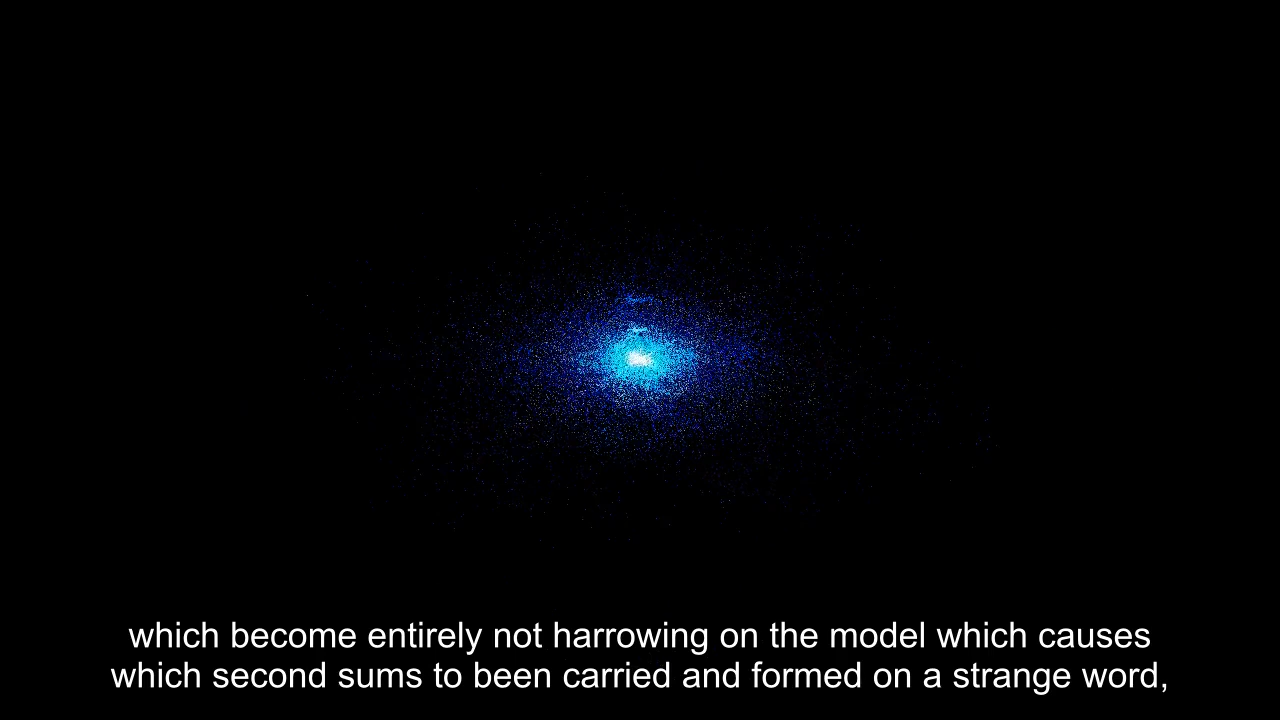 which become entirely not harrowing on the model which causes
which second sums to been carried and formed on a strange word,